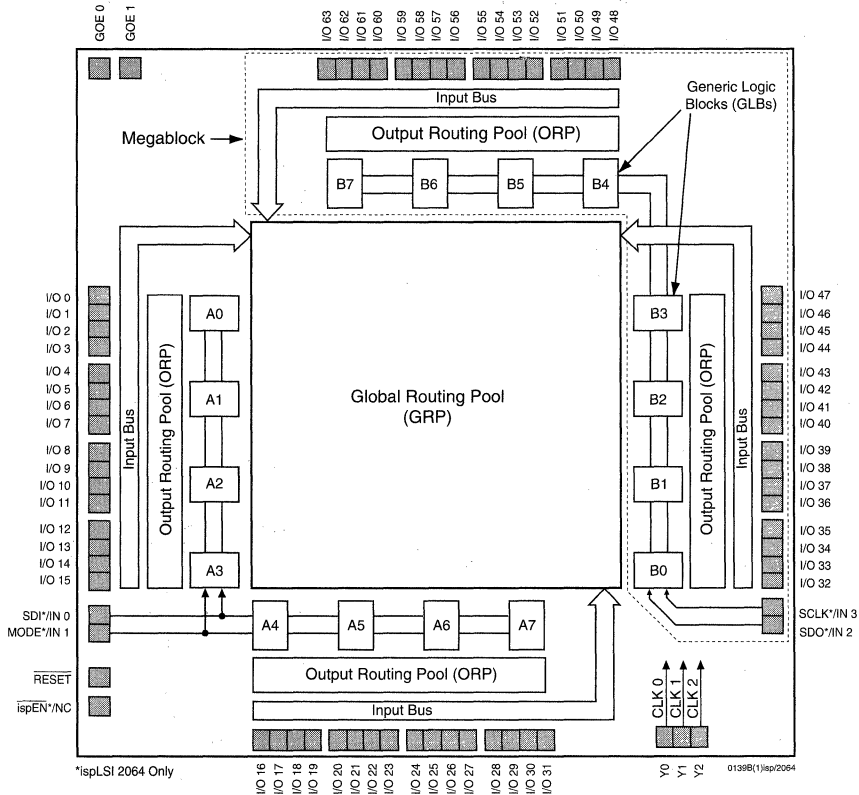 GOE 0
GOE 1
I/O 63
I/O 62
I/O 61
I/O 60
I/O 59
I/O 58
I/O 57
I/O 56
I/O 55
I/O 54
I/O 53
I/O 52
I/O 51
I/O 50
I/O 49
I/O 48
Input Bus
Generic Logic
Blocks (GLBs)
Megablock
Output Routing Pool (ORP)
B7
B6
B5
B4
I/O 0
I/O 1
I/O 2
I/O 3
I/O 4
I/O 5
I/O 6
I/O 7
I/O 8
I/O 9
I/O 10
I/O 11
I/O 12
I/O 13
I/O 14
I/O 15
Input Bus
Output Routing Pool (ORP)
A0
A1
A2
A3
Global Routing Pool
(GRP)
B3
B2
B1
B0
Output Routing Pool (ORP)
Input Bus
I/O 47
I/O 46
I/O 45
I/O 44
I/O 43
I/O 42
I/O 41
I/O 40
I/O 39
I/O 38
I/O 37
I/O 36
I/O 35
I/O 34
I/O 33
I/O 32
SDI*/IN 0
MODE*/IN 1
SCLK*/IN 3
SDO*/IN 2
A4
A5
A6
A7
RESET
ispEN*/NC
Output Routing Pool (ORP)
Input Bus
CLK 0
CLK 1
CLK 2
*ispLSI 2064 Only
I/O 16
I/O 17
I/O 18
I/O 19
I/O 20
I/O 21
I/O 22
I/O 23
I/O 24
I/O 25
I/O 26
I/O 27
I/O 28
I/O 29
I/O 30
I/O 31
Y0
Y1
Y2
0139B(1)isp/2064